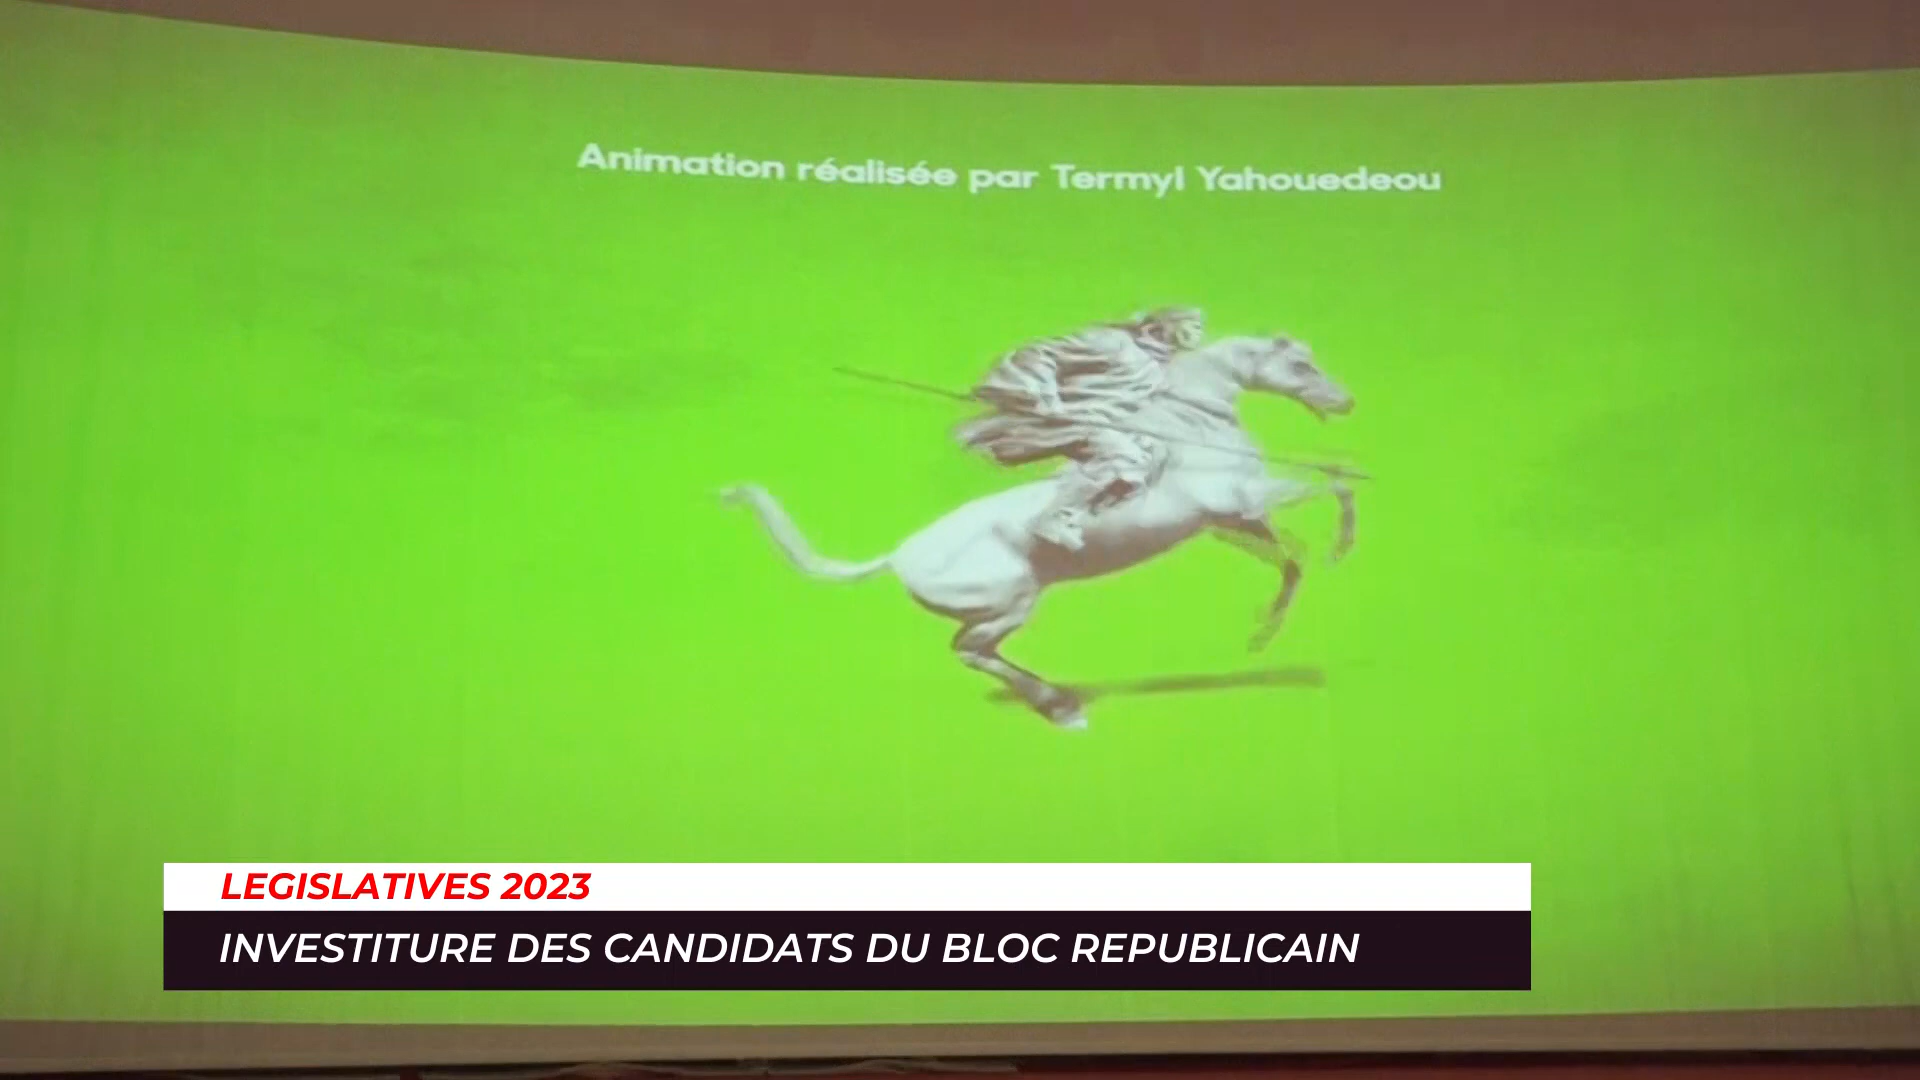 Animation réalisée par Termyl Yahouedeou
LEGISLATIVES 2023
INVESTITURE DES CANDIDATS DU BLOC REPUBLICAIN